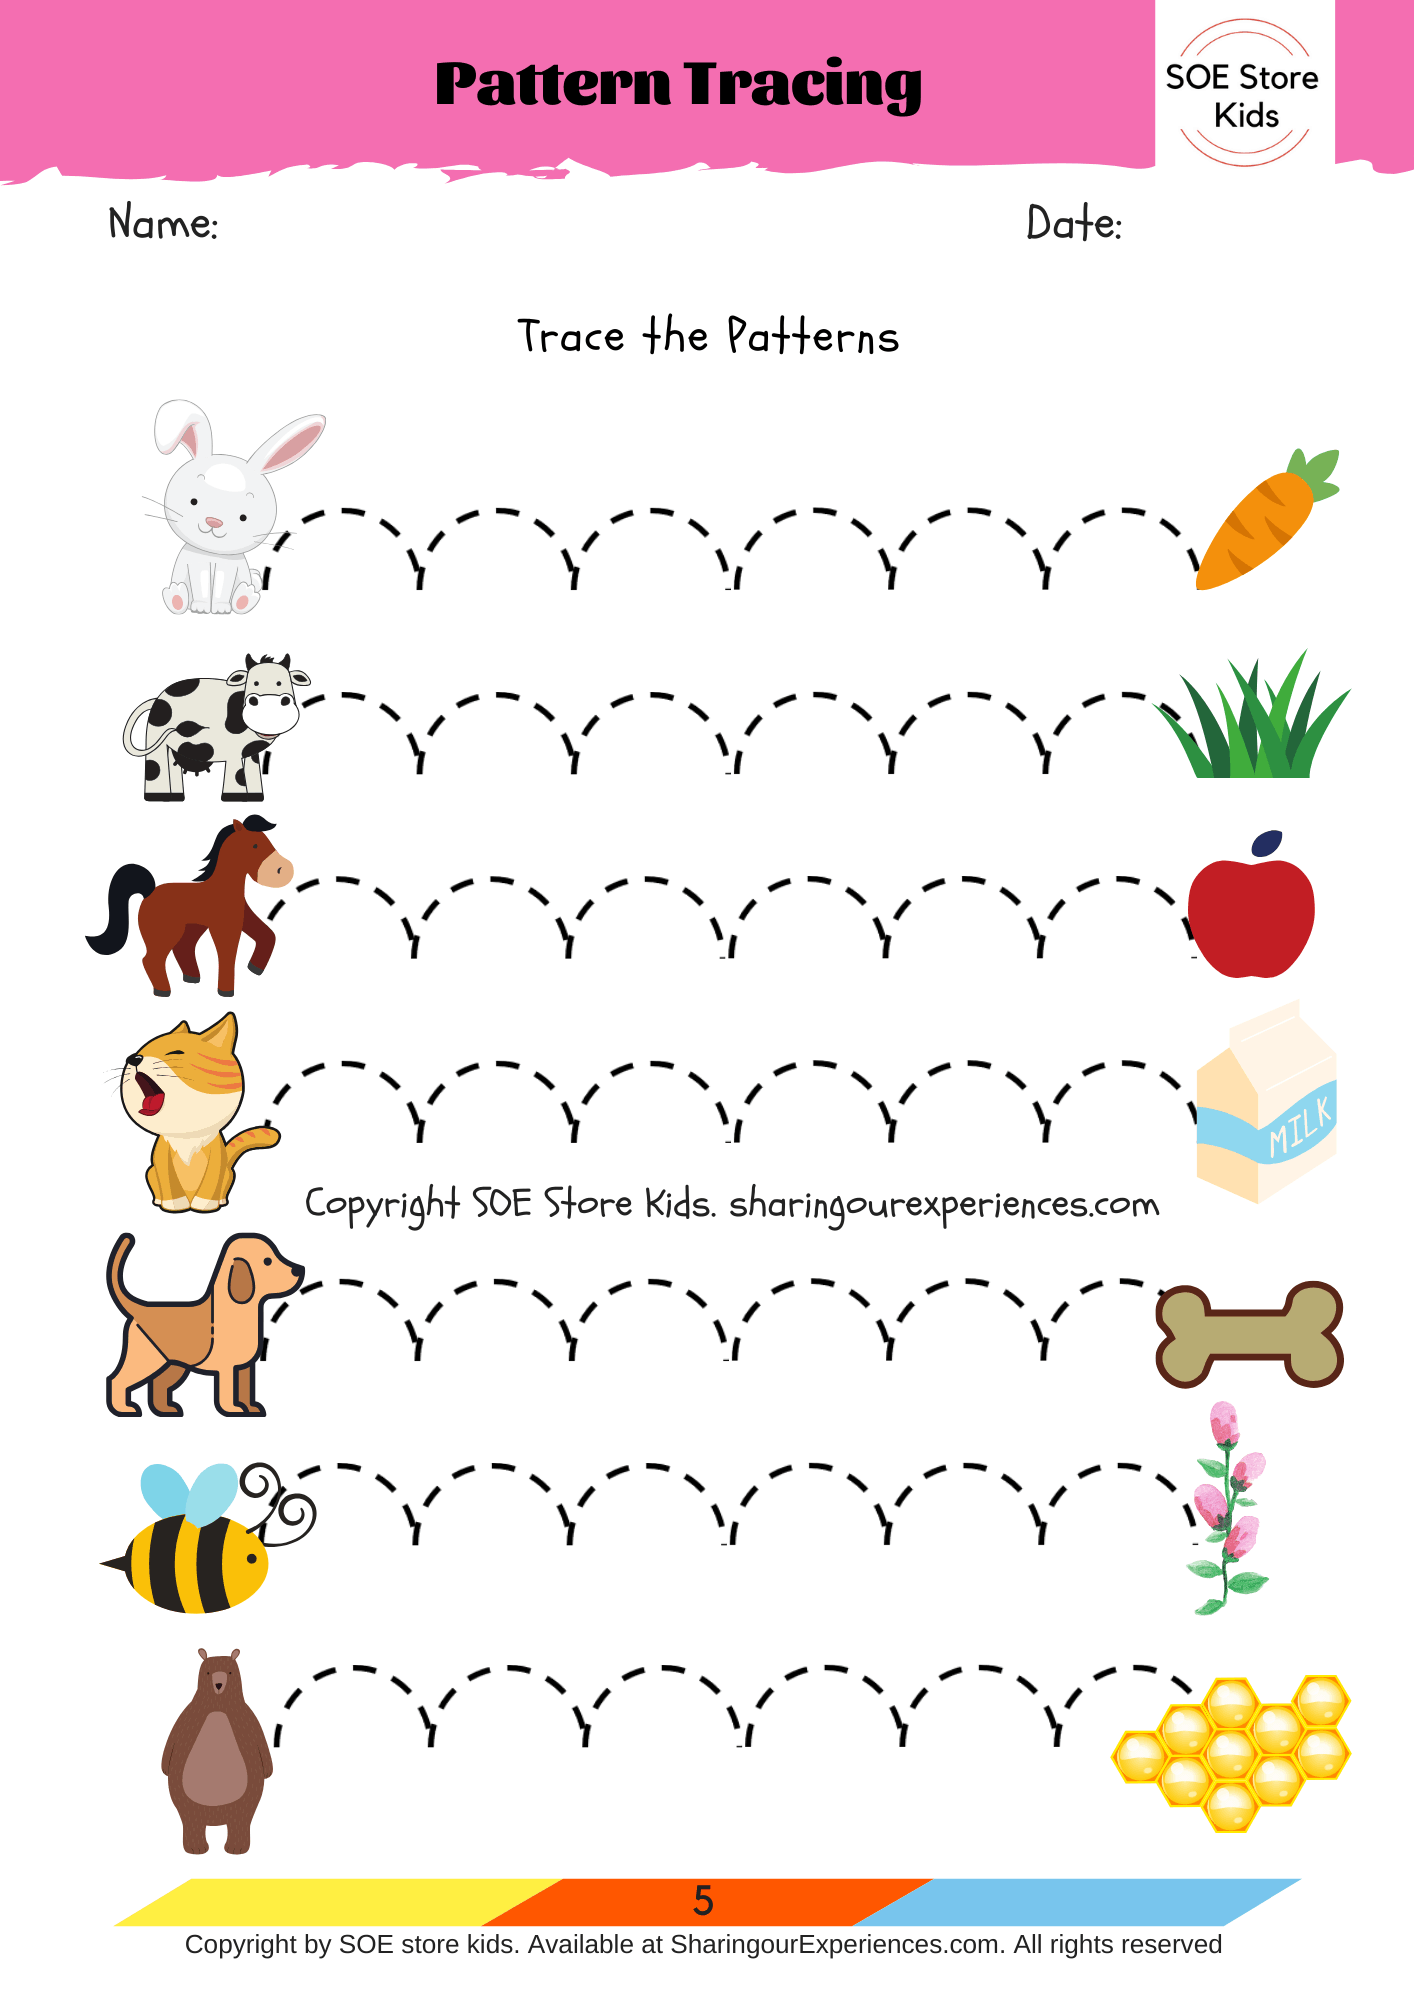 Pattern Tracing
SOE Store
Kids
Name:
Date:
Trace the Patterns
MILK
Copyright SOE Store Kids. sharingourexperiences.com
5
Copyright by SOE store kids. Available at SharingourExperiences.com. All rights reserved